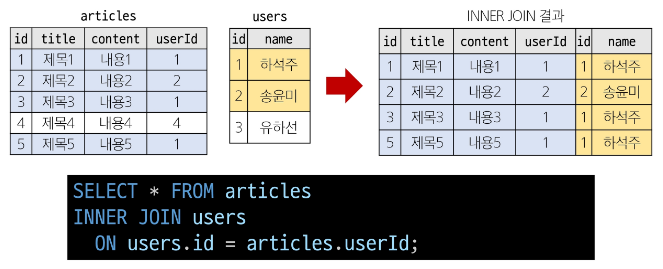 articles
id title content userId
1 제목1 내용1 1
2 제목2 내용2 2
3 제목3 내용3 1
4 제목4 내용4 4
5 제목5 내용5 1
users
id name
1 하석주
2 송윤미
3 유하선
INNER JOIN 결과
id title content userId id name
1 제목1 내용1 1 1 하석주
2 제목2 내용2 2 2 송윤미
3 제목3 내용3 1 1 하석주
5 제목5 내용5 1 1 하석주
SELECT * FROM articles
INNER JOIN users
ON users.id = articles.userId;